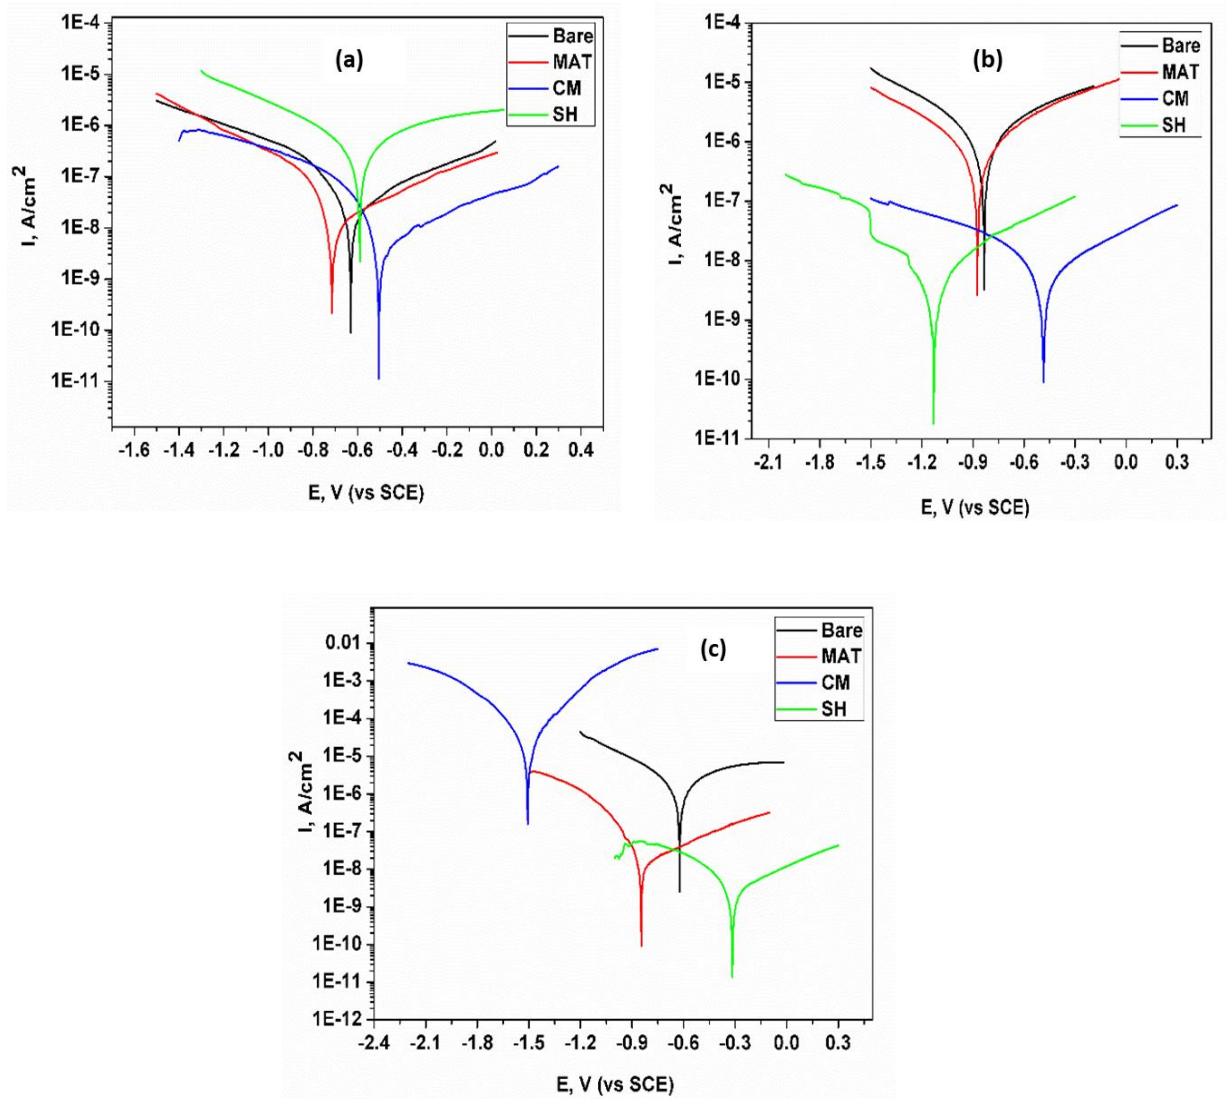 (a)
Bare
MAT
CM
SH
1E-4
1E-5
1E-6
1E-7
1E-8
1E-9
1E-10
1E-11
I, A/cm²
-1.6 -1.4 -1.2 -1.0 -0.8 -0.6 -0.4 -0.2 0.0 0.2 0.4
E, V (vs SCE)
(b)
Bare
MAT
CM
SH
1E-4
1E-5
1E-6
1E-7
1E-8
1E-9
1E-10
1E-11
I, A/cm²
-2.1 -1.8 -1.5 -1.2 -0.9 -0.6 -0.3 0.0 0.3
E, V (vs SCE)
(c)
Bare
MAT
CM
SH
0.01
1E-3
1E-4
1E-5
1E-6
1E-7
1E-8
1E-9
1E-10
1E-11
1E-12
I, A/cm²
-2.4 -2.1 -1.8 -1.5 -1.2 -0.9 -0.6 -0.3 0.0 0.3
E, V (vs SCE)